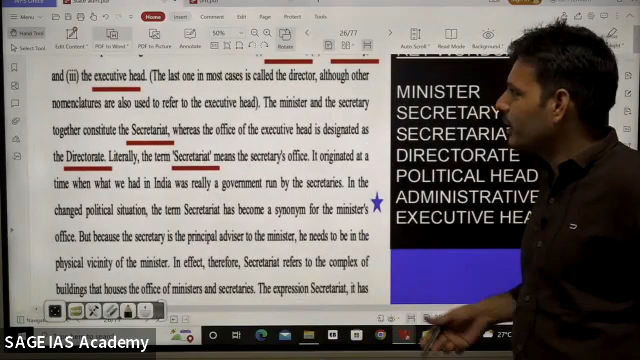 Menu
Home
Edit
Insert
Comment
Page
Protect
Convert
Hand Tool
Select Tool
Edit Content
PDF to Word
PDF to Picture
50%
26/77
Rotate
Auto Scroll
Read Mode
Background
and (iii) the executive head. (The last one in most cases is called the director, although other
nomenclatures are also used to refer to the executive head). The minister and the secretary
together constitute the Secretariat, whereas the office of the executive head is designated as
the Directorate. Literally, the term 'Secretariat' means the secretary's office. It originated at a
time when what we had in India was really a government run by the secretaries. In the
changed political situation, the term Secretariat has become a synonym for the minister's
office. But because the secretary is the principal adviser to the minister, he needs to be in the
physical vicinity of the minister. In effect, therefore, Secretariat refers to the complex of
buildings that houses the office of ministers and secretaries. The expression Secretariat, it has
MINISTER
SECRETARY
SECRETARIAT
DIRECTORATE
POLITICAL HEAD
ADMINISTRATIVE
EXECUTIVE HEA
26/77
27°C
SAGE IAS Academy